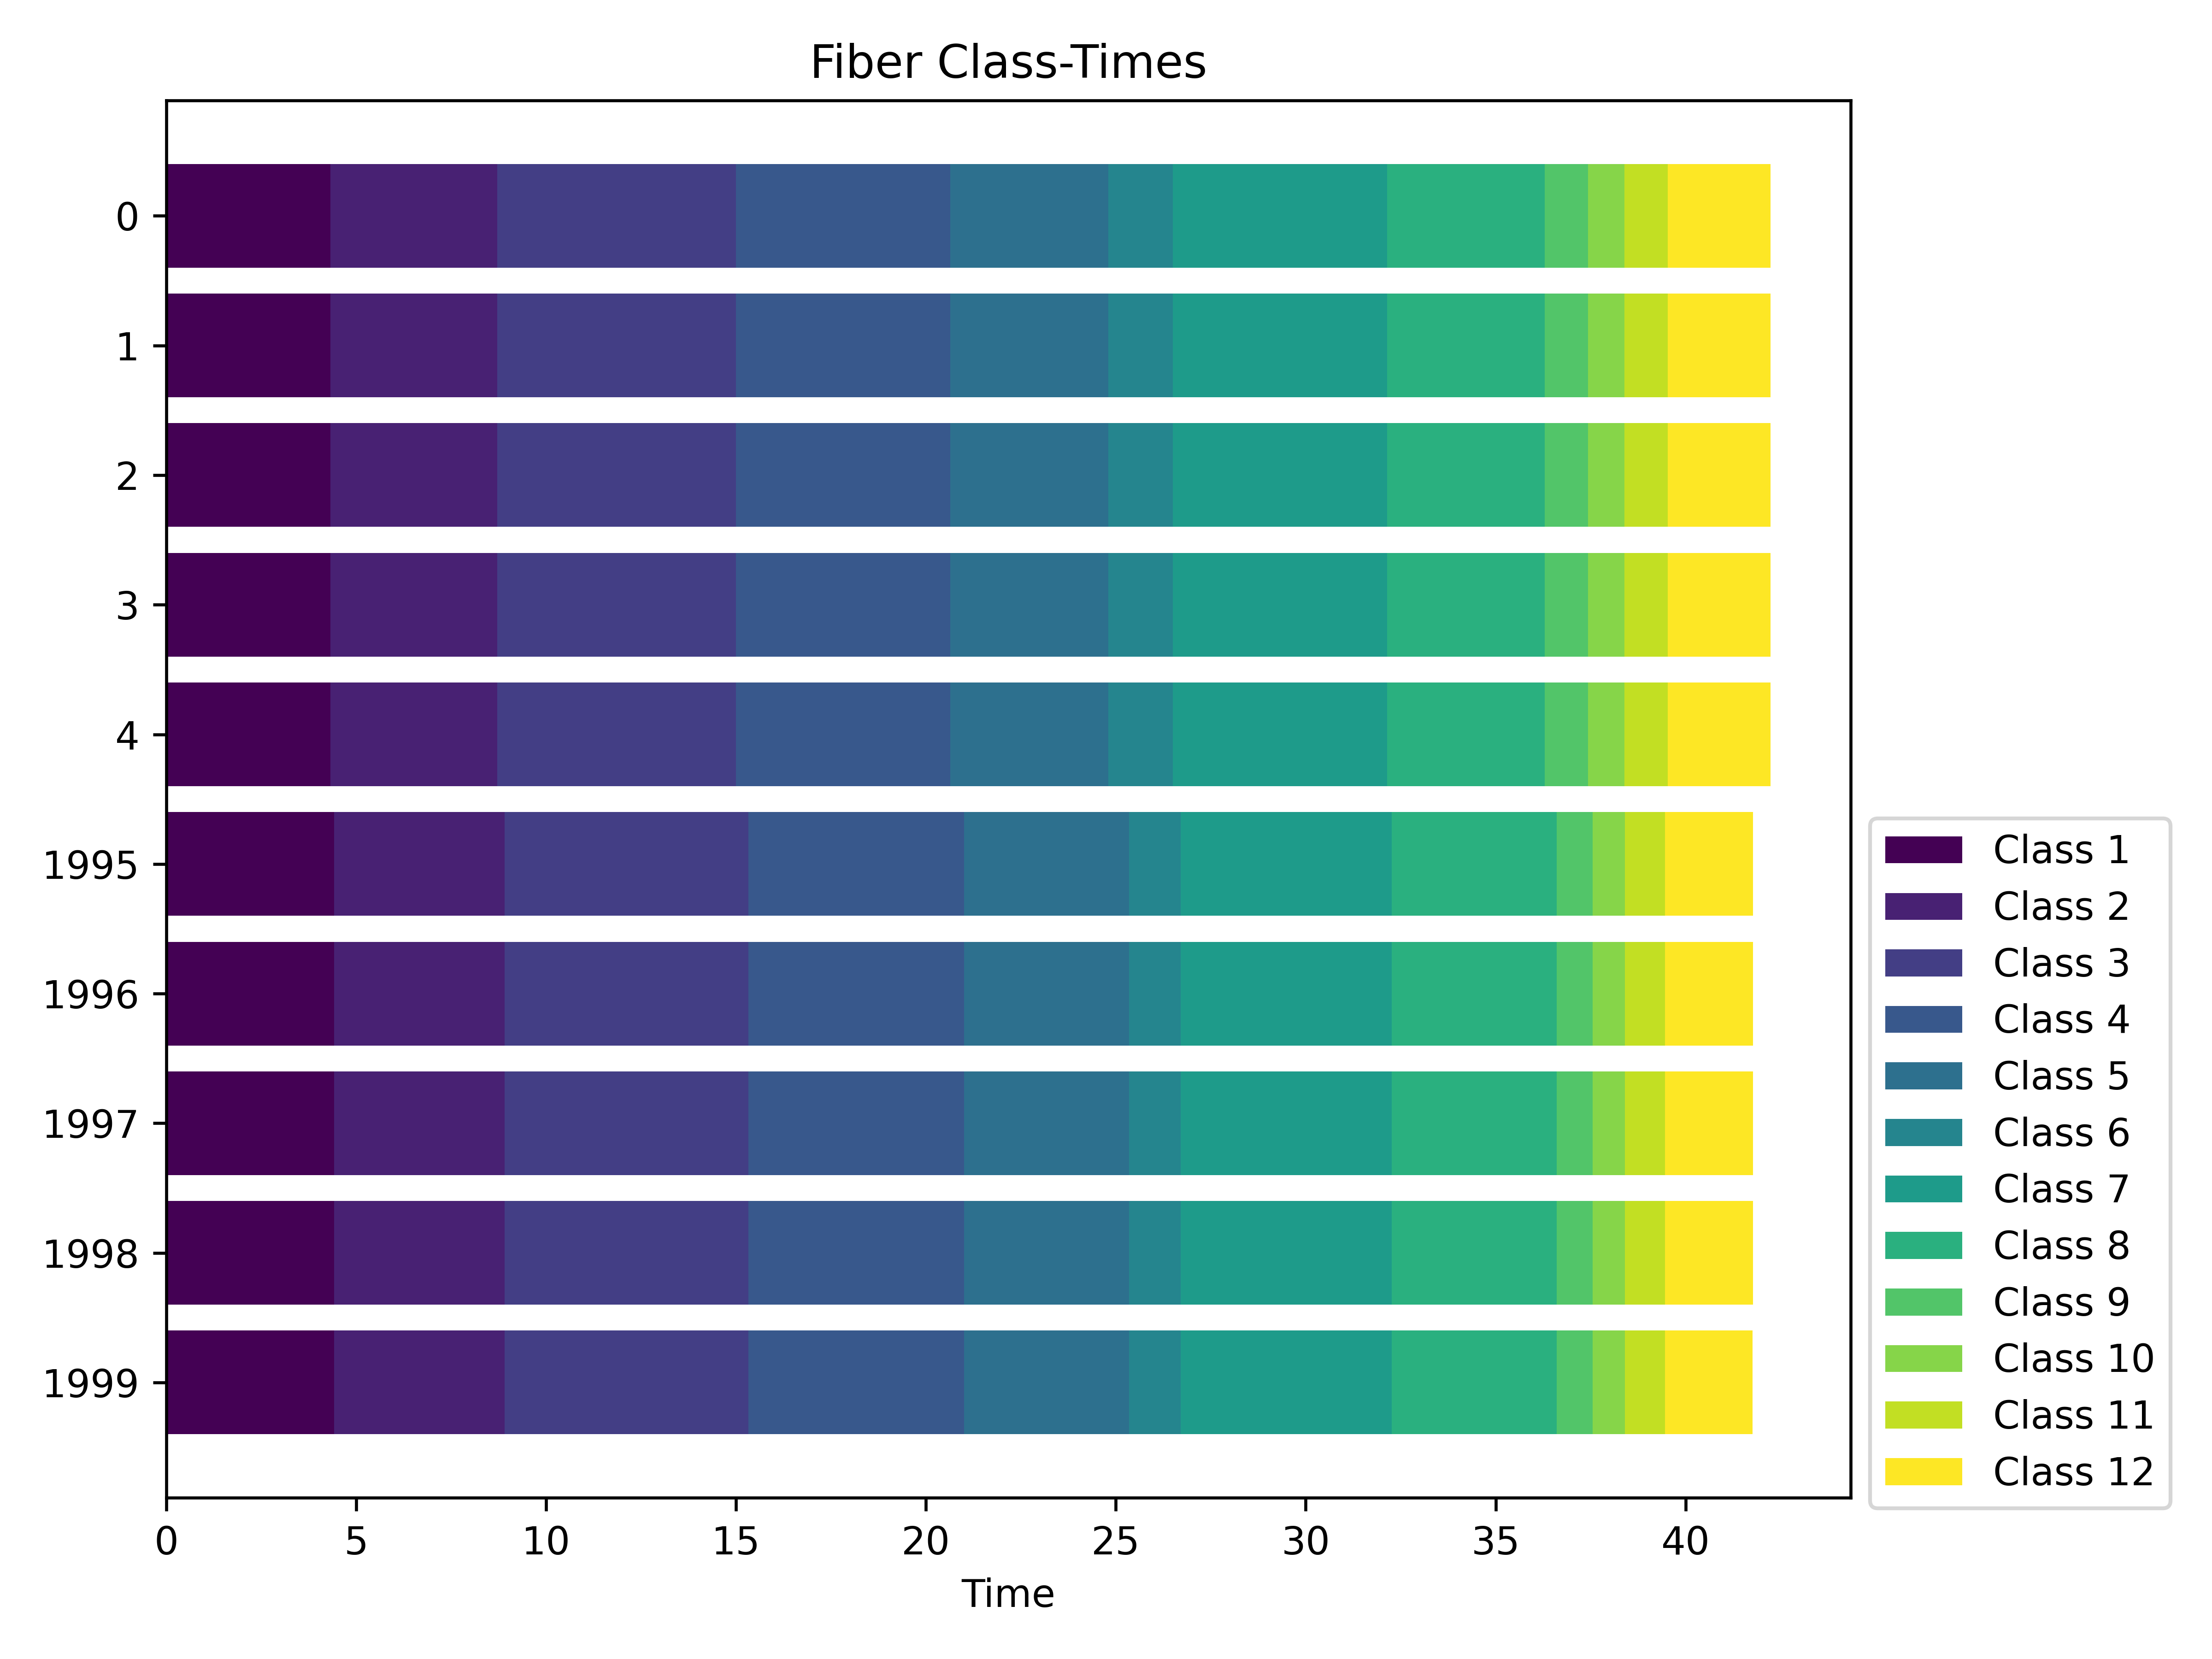 Fiber Class-Times
0
1
2
3
4
1995
1996
1997
1998
1999
0 5 10 15 20 25 30 35 40
Time
Class 1
Class 2
Class 3
Class 4
Class 5
Class 6
Class 7
Class 8
Class 9
Class 10
Class 11
Class 12